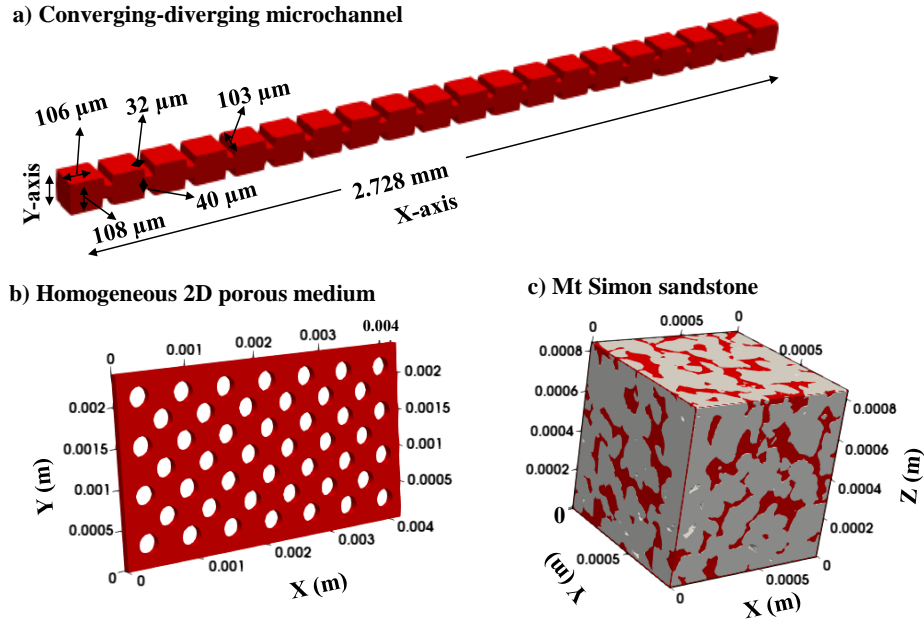 a) Converging-diverging microchannel
106 µm
32 µm
103 µm
Y-axis
108 µm
40 µm
2.728 mm
X-axis
b) Homogeneous 2D porous medium
0
0.001
0.002
0.003
0.004
0.002
0.0015
0.001
0.0005
0
0.002
0.0015
0.001
0.0005
0
0.001
0.002
0.003
0.004
Y (m)
X (m)
c) Mt Simon sandstone
0
0.0005
0
0.0008
0.0006
0.0004
0.0002
0
0.0005
0.0008
0.0006
0.0004
0.0002
0
0.0005
0
0
0.0005
Z (m)
Y (m)
X (m)